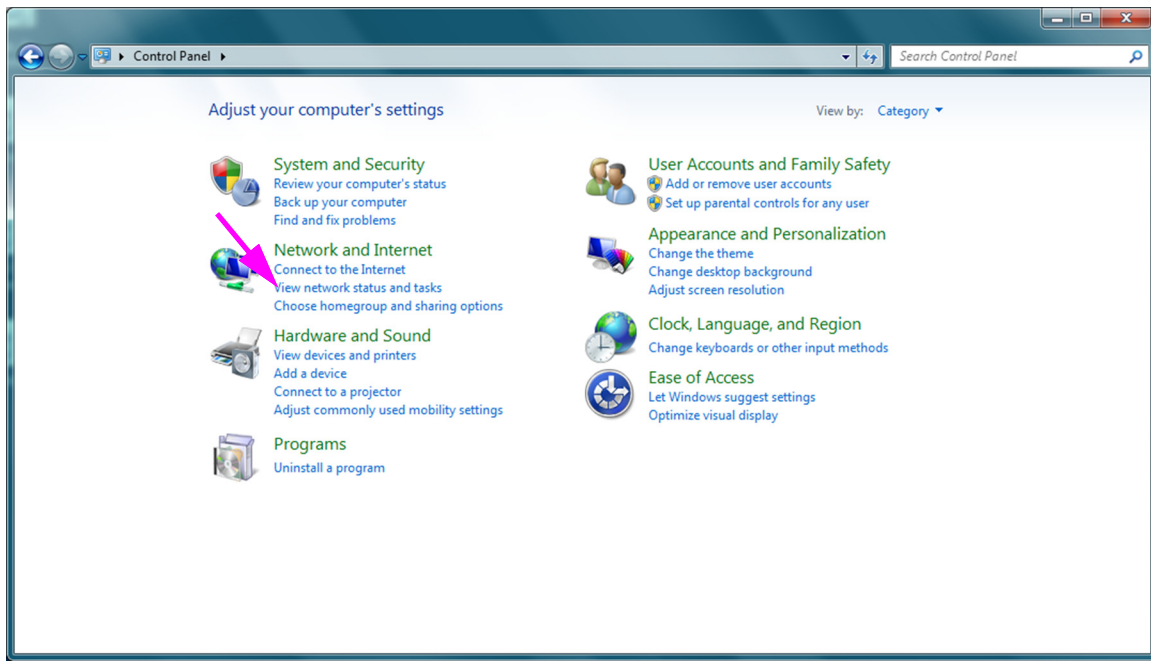 Control Panel
Search Control Panel
Adjust your computer's settings
View by: Category
System and Security
Review your computer's status
Back up your computer
Find and fix problems
Network and Internet
Connect to the Internet
View network status and tasks
Choose homegroup and sharing options
Hardware and Sound
View devices and printers
Add a device
Connect to a projector
Adjust commonly used mobility settings
Programs
Uninstall a program
User Accounts and Family Safety
Add or remove user accounts
Set up parental controls for any user
Appearance and Personalization
Change the theme
Change desktop background
Adjust screen resolution
Clock, Language, and Region
Change keyboards or other input methods
Ease of Access
Let Windows suggest settings
Optimize visual display